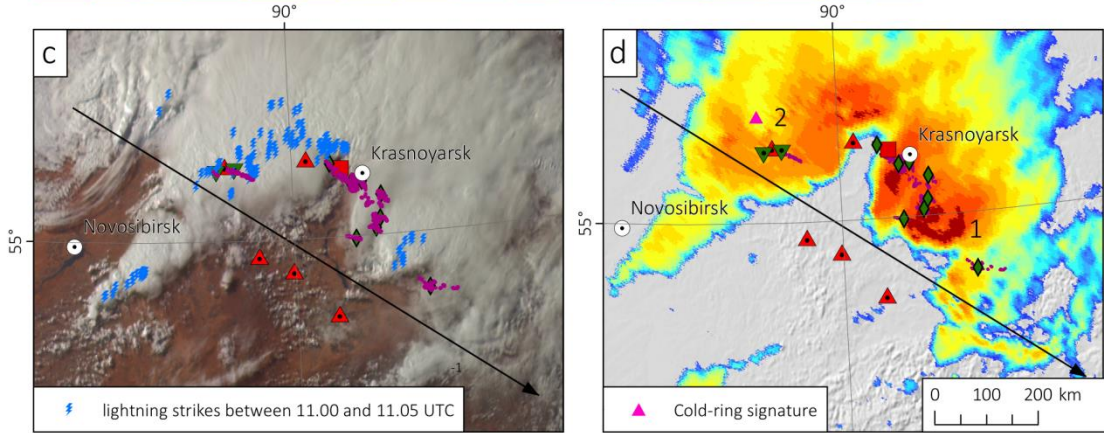 90°
90°
c
Krasnoyarsk
Novosibirsk
55°
-1
lightning strikes between 11.00 and 11.05 UTC
d
2
Krasnoyarsk
Novosibirsk
55°
1
Cold-ring signature
0 100 200 km